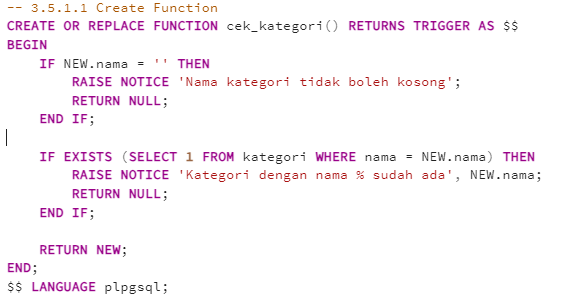 -- 3.5.1.1 Create Function
CREATE OR REPLACE FUNCTION cek_kategori() RETURNS TRIGGER AS $$
BEGIN
    IF NEW.nama = '' THEN
        RAISE NOTICE 'Nama kategori tidak boleh kosong';
        RETURN NULL;
    END IF;

    IF EXISTS (SELECT 1 FROM kategori WHERE nama = NEW.nama) THEN
        RAISE NOTICE 'Kategori dengan nama % sudah ada', NEW.nama;
        RETURN NULL;
    END IF;

    RETURN NEW;
END;
$$ LANGUAGE plpgsql;